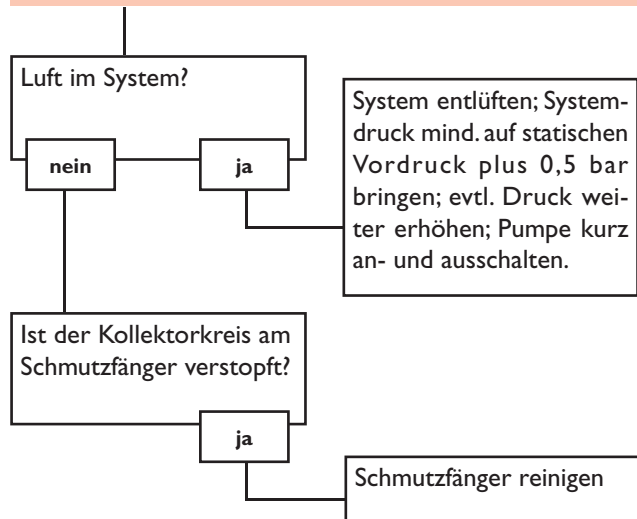 Luft im System?
nein
ja
System entlüften; System-
druck mind. auf statischen
Vordruck plus 0,5 bar
bringen; evtl. Druck wei-
ter erhöhen; Pumpe kurz
an- und ausschalten.
Ist der Kollektorkreis am
Schmutzfänger verstopft?
ja
Schmutzfänger reinigen